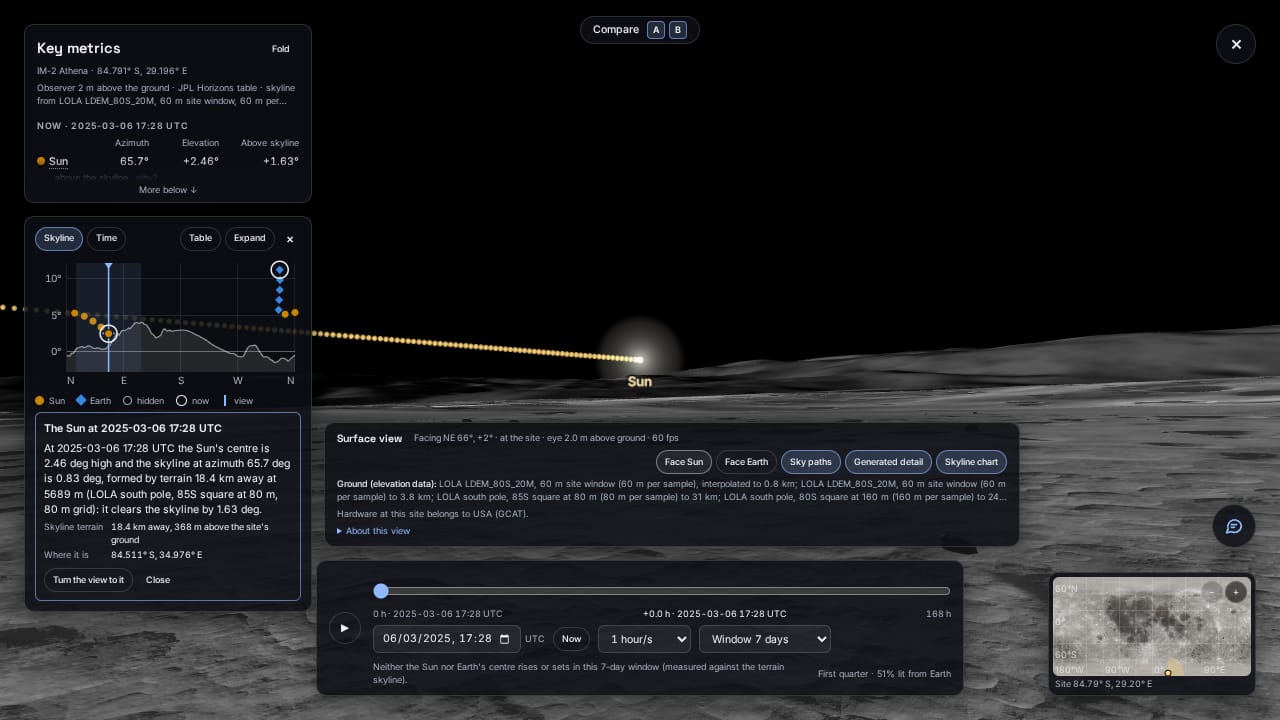 Compare A B
Key metrics
Fold
IM-2 Athena · 84.791° S, 29.196° E
Observer 2 m above the ground · JPL Horizons table · skyline
from LOLA LDEM_80S_20M, 60 m site window, 60 m per...
NOW · 2025-03-06 17:28 UTC
Azimuth Elevation Above skyline
Sun 65.7° +2.46° +1.63°
above the skyline why?
More below ↓
Skyline Time Table Expand ×
10°
5°
0°
N E S W N
Sun Earth hidden now view
The Sun at 2025-03-06 17:28 UTC
At 2025-03-06 17:28 UTC the Sun's centre is
2.46 deg high and the skyline at azimuth 65.7 deg
is 0.83 deg, formed by terrain 18.4 km away at
5689 m (LOLA south pole, 85S square at 80 m,
80 m grid): it clears the skyline by 1.63 deg.
Skyline terrain 18.4 km away, 368 m above the site's
ground
Where it is 84.511° S, 34.976° E
Turn the view to it Close
Sun
Surface view Facing NE 66°, +2° · at the site · eye 2.0 m above ground · 60 fps
Face Sun Face Earth Sky paths Generated detail Skyline chart
Ground (elevation data): LOLA LDEM_80S_20M, 60 m site window (60 m per sample), interpolated to 0.8 km; LOLA LDEM_80S_20M, 60 m site window (60 m
per sample) to 3.8 km; LOLA south pole, 85S square at 80 m (80 m per sample) to 31 km; LOLA south pole, 80S square at 160 m (160 m per sample) to 24...
Hardware at this site belongs to USA (GCAT).
▶ About this view
0 h · 2025-03-06 17:28 UTC +0.0 h · 2025-03-06 17:28 UTC 168 h
06/03/2025, 17:28 UTC Now 1 hour/s Window 7 days
Neither the Sun nor Earth's centre rises or sets in this 7-day window (measured against the terrain
skyline).
First quarter · 51% lit from Earth
60°N
0°
60°S
180°W 90°W 0° 90°E
− +
Site 84.79° S, 29.20° E